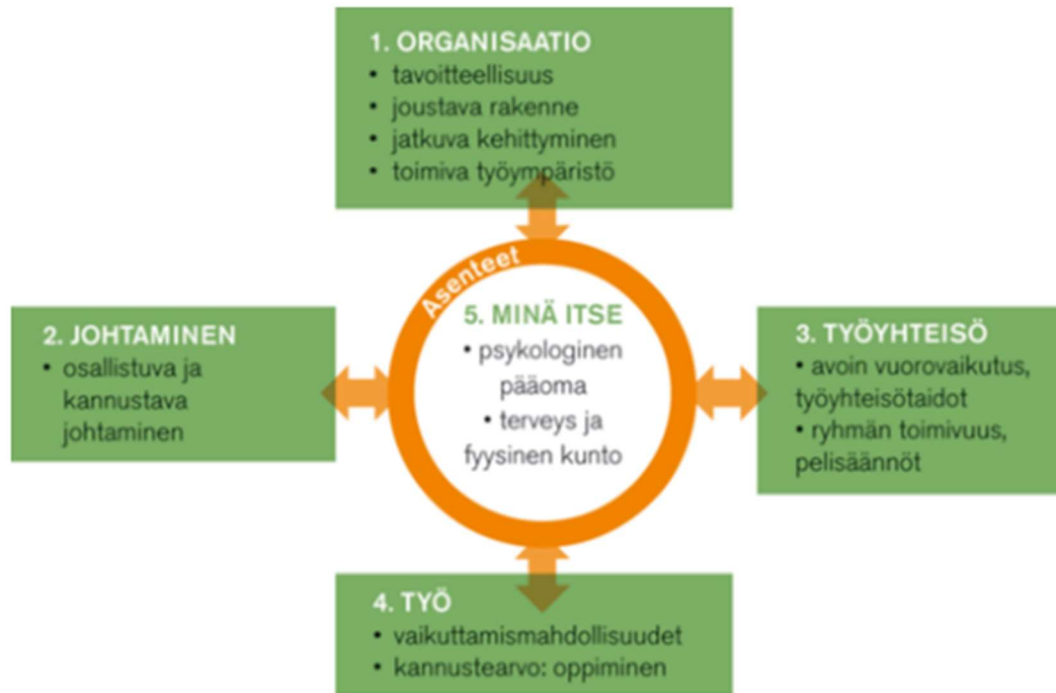 1. ORGANISAATIO
• tavoitteellisuus
• joustava rakenne
• jatkuva kehittyminen
• toimiva työympäristö
Asenteet
5. MINÄ ITSE
• psykologinen
pääoma
• terveys ja
fyysinen kunto
2. JOHTAMINEN
• osallistuva ja
kannustava
johtaminen
3. TYÖYHTEISÖ
• avoin vuorovaikutus,
työyhteisötaidot
• ryhmän toimivuus,
pelisäännöt
4. TYÖ
• vaikuttamismahdollisuudet
• kannustearvo: oppiminen